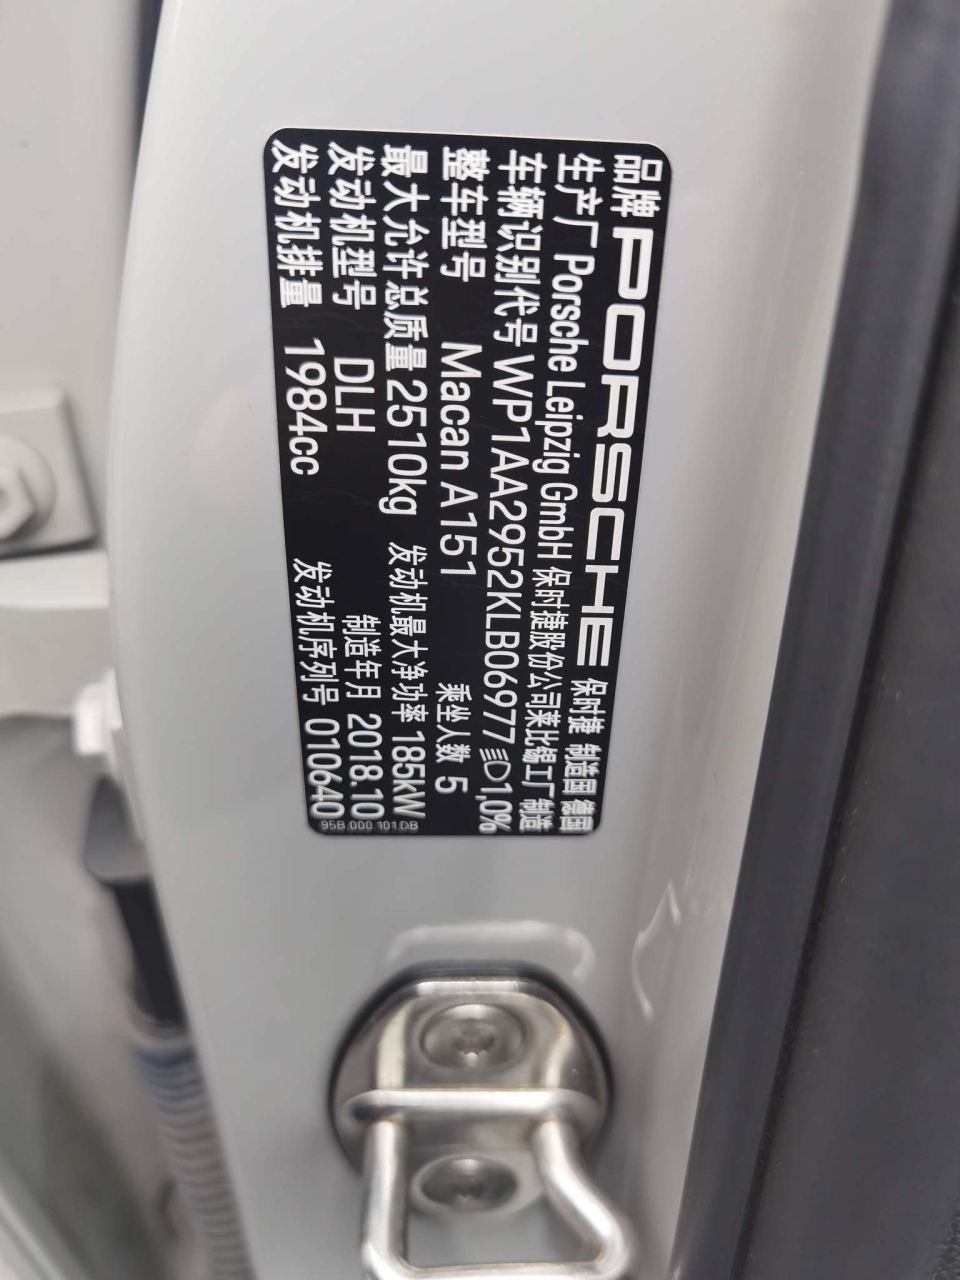 品牌 PORSCHE 保时捷 制造国 德国
生产厂 Porsche Leipzig GmbH 保时捷股份公司莱比锡工厂 制造
车辆识别代号 WP1AA2952KLB06977 1,0%
整车型号 Macan A151 乘坐人数 5
最大允许总质量 2510kg 发动机最大净功率 185kW
发动机型号 DLH 制造年月 2018.10
发动机排量 1984cc 发动机序列号 010640
95B.000.101.DB